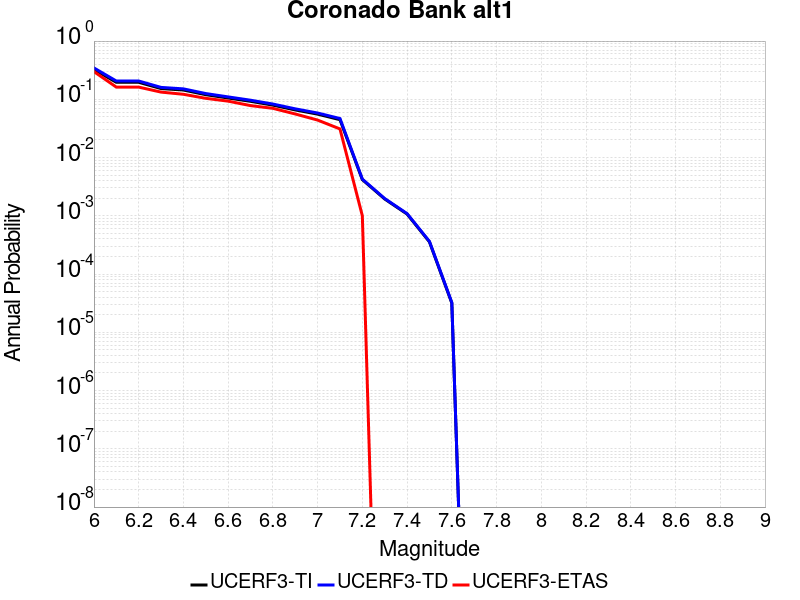 Coronado Bank alt1
10^0
10^-1
10^-2
10^-3
10^-4
10^-5
10^-6
10^-7
10^-8
Annual Probability
6 6.2 6.4 6.6 6.8 7 7.2 7.4 7.6 7.8 8 8.2 8.4 8.6 8.8 9
Magnitude
UCERF3-TI UCERF3-TD UCERF3-ETAS